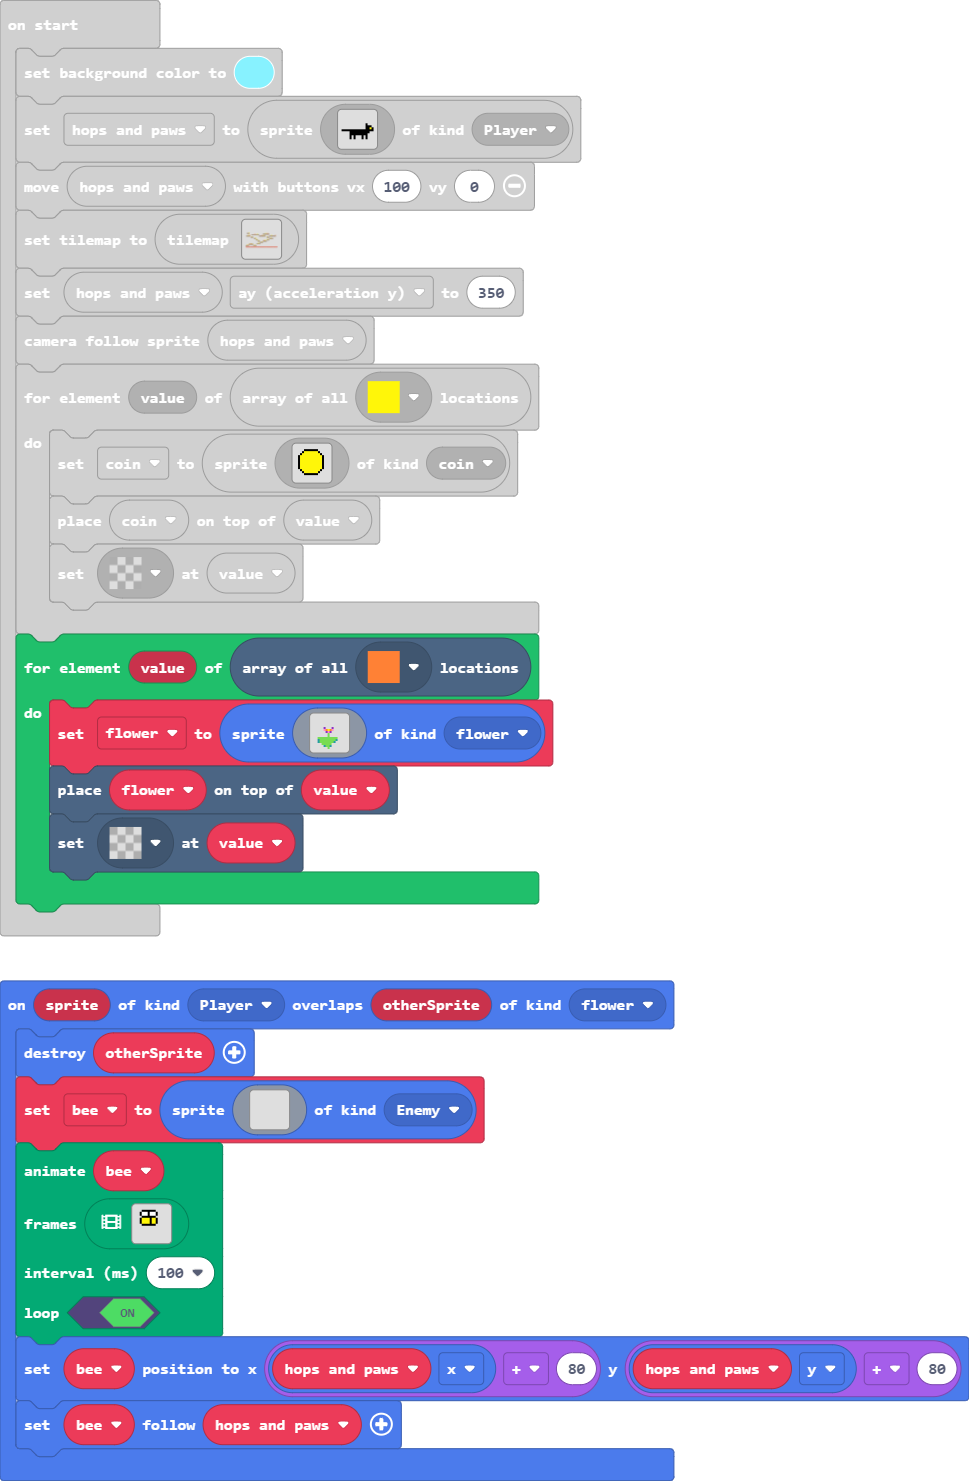 on start
set background color to
set hops and paws to sprite of kind Player
move hops and paws with buttons vx 100 vy 0
set tilemap to tilemap
set hops and paws ay (acceleration y) to 350
camera follow sprite hops and paws
for element value of array of all locations
do
set coin to sprite of kind coin
place coin on top of value
set at value
for element value of array of all locations
do
set flower to sprite of kind flower
place flower on top of value
set at value
on sprite of kind Player overlaps otherSprite of kind flower
destroy otherSprite
set bee to sprite of kind Enemy
animate bee
frames
interval (ms) 100
loop ON
set bee position to x hops and paws x + 80 y hops and paws y + 80
set bee follow hops and paws